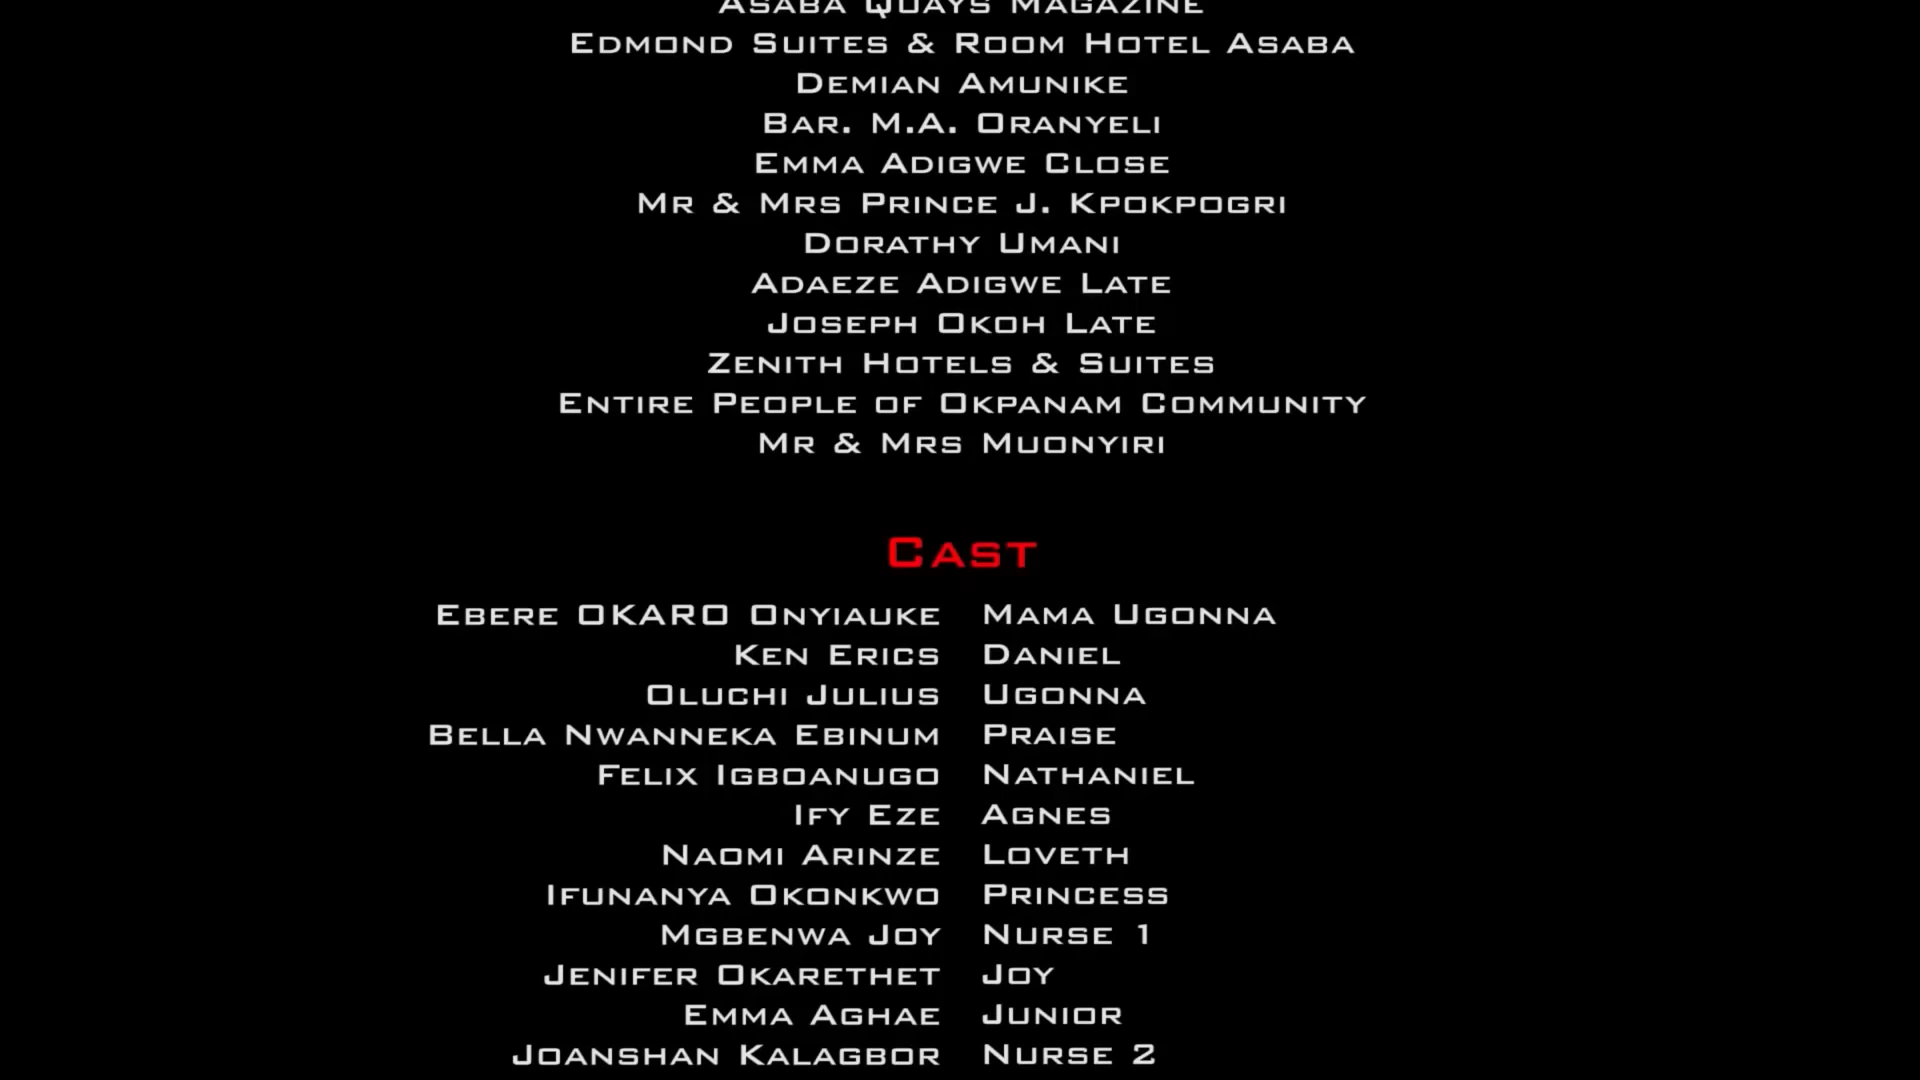 Asaba Quays Magazine
Edmond Suites & Room Hotel Asaba
Demian Amunike
Bar. M.A. Oranyeli
Emma Adigwe Close
Mr & Mrs Prince J. Kpokpogri
Dorathy Umani
Adaeze Adigwe Late
Joseph Okoh Late
Zenith Hotels & Suites
Entire People of Okpanam Community
Mr & Mrs Muonyiri
Cast
Ebere OKARO Onyiauke Mama Ugonna
Ken Erics Daniel
Oluchi Julius Ugonna
Bella Nwanneka Ebinum Praise
Felix Igboanugo Nathaniel
Ify Eze Agnes
Naomi Arinze Loveth
Ifunanya Okonkwo Princess
Mgbenwa Joy Nurse 1
Jenifer Okarethet Joy
Emma Aghae Junior
Joanshan Kalagbor Nurse 2